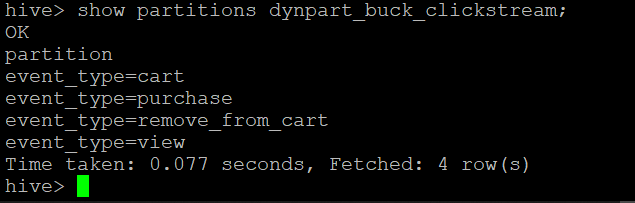 hive> show partitions dynpart_buck_clickstream;
OK
partition
event_type=cart
event_type=purchase
event_type=remove_from_cart
event_type=view
Time taken: 0.077 seconds, Fetched: 4 row(s)
hive>